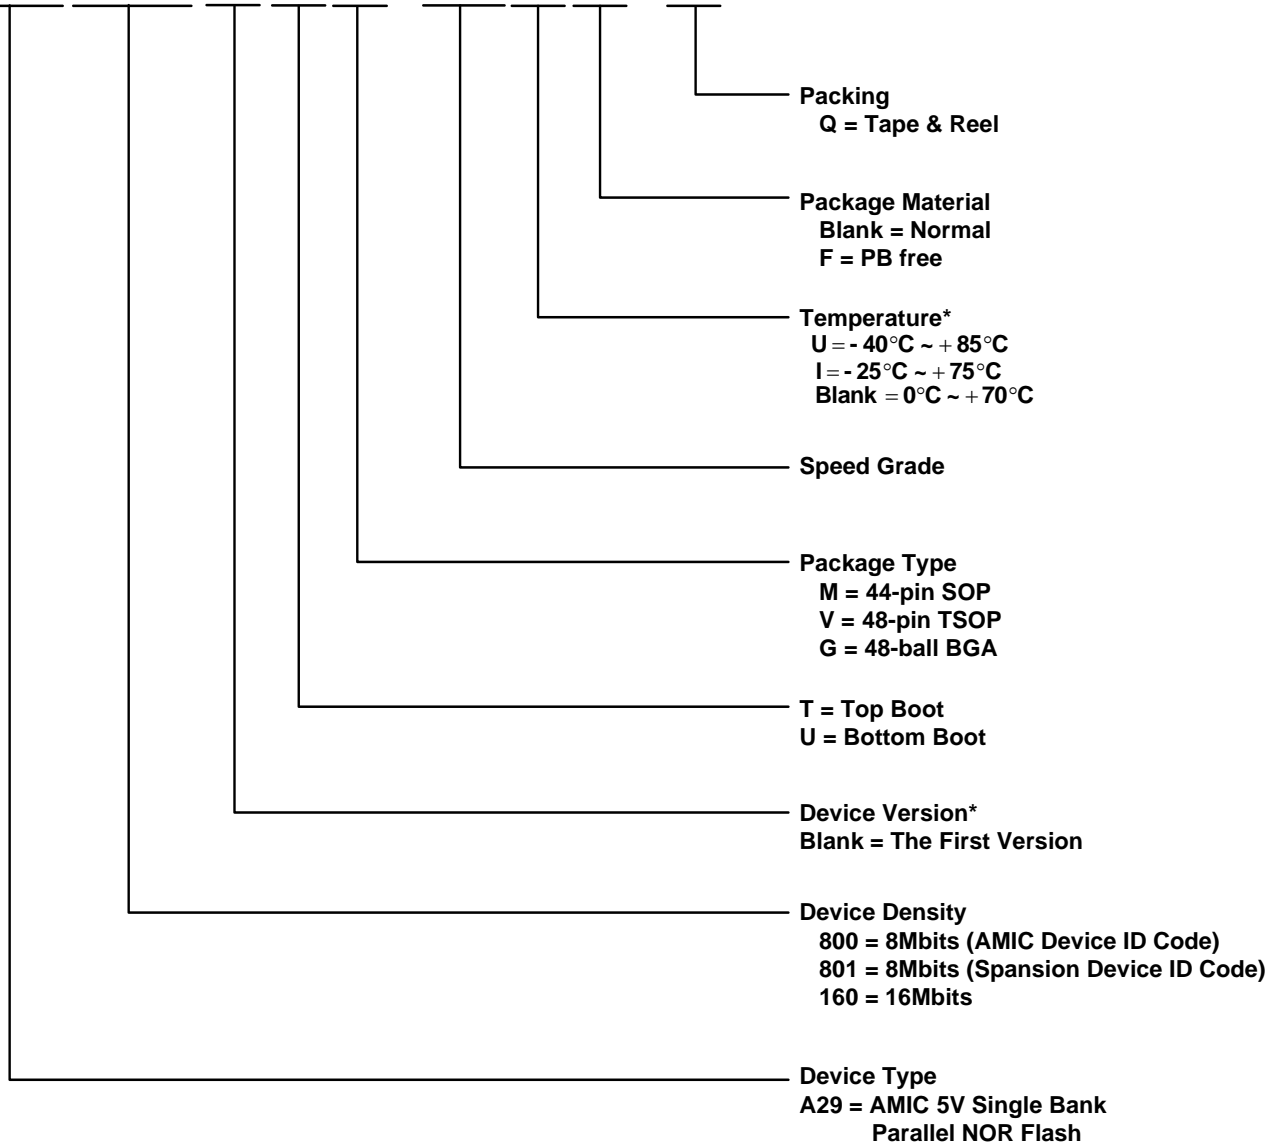 Packing
Q = Tape & Reel
Package Material
Blank = Normal
F = PB free
Temperature*
U = - 40°C ~ + 85°C
I = - 25°C ~ + 75°C
Blank = 0°C ~ + 70°C
Speed Grade
Package Type
M = 44-pin SOP
V = 48-pin TSOP
G = 48-ball BGA
T = Top Boot
U = Bottom Boot
Device Version*
Blank = The First Version
Device Density
800 = 8Mbits (AMIC Device ID Code)
801 = 8Mbits (Spansion Device ID Code)
160 = 16Mbits
Device Type
A29 = AMIC 5V Single Bank
Parallel NOR Flash